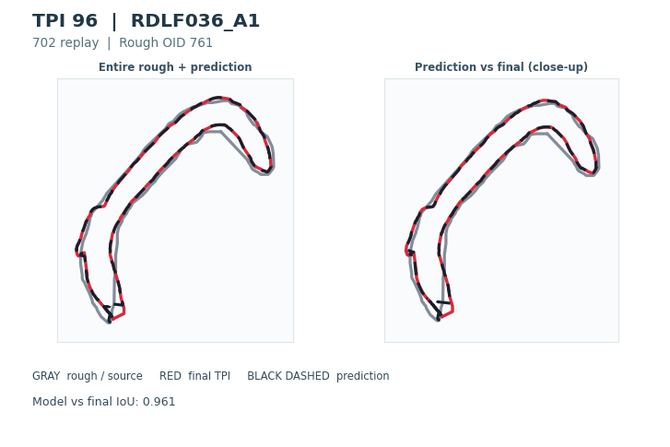 TPI 96 | RDLF036_A1
702 replay | Rough OID 761
Entire rough + prediction
Prediction vs final (close-up)
GRAY rough / source RED final TPI BLACK DASHED prediction
Model vs final IoU: 0.961